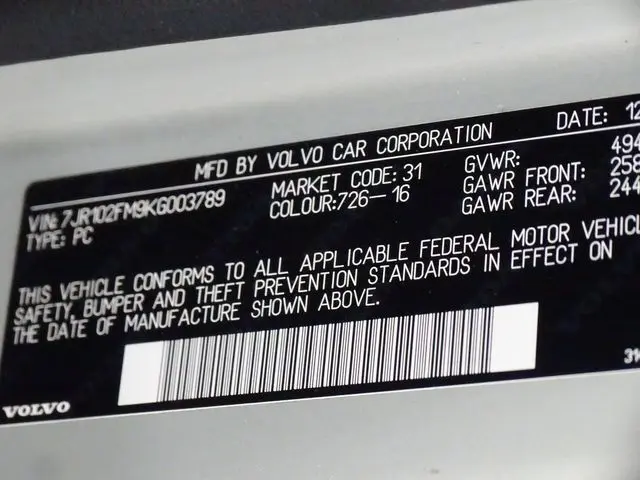 MFD BY VOLVO CAR CORPORATION DATE: 12
VIN: 7JR102FM9KG003789 MARKET CODE: 31 GVWR: 494
TYPE: PC COLOUR:726-16 GAWR FRONT: 258
GAWR REAR: 244
THIS VEHICLE CONFORMS TO ALL APPLICABLE FEDERAL MOTOR VEHICL
SAFETY, BUMPER AND THEFT PREVENTION STANDARDS IN EFFECT ON
THE DATE OF MANUFACTURE SHOWN ABOVE.
VOLVO